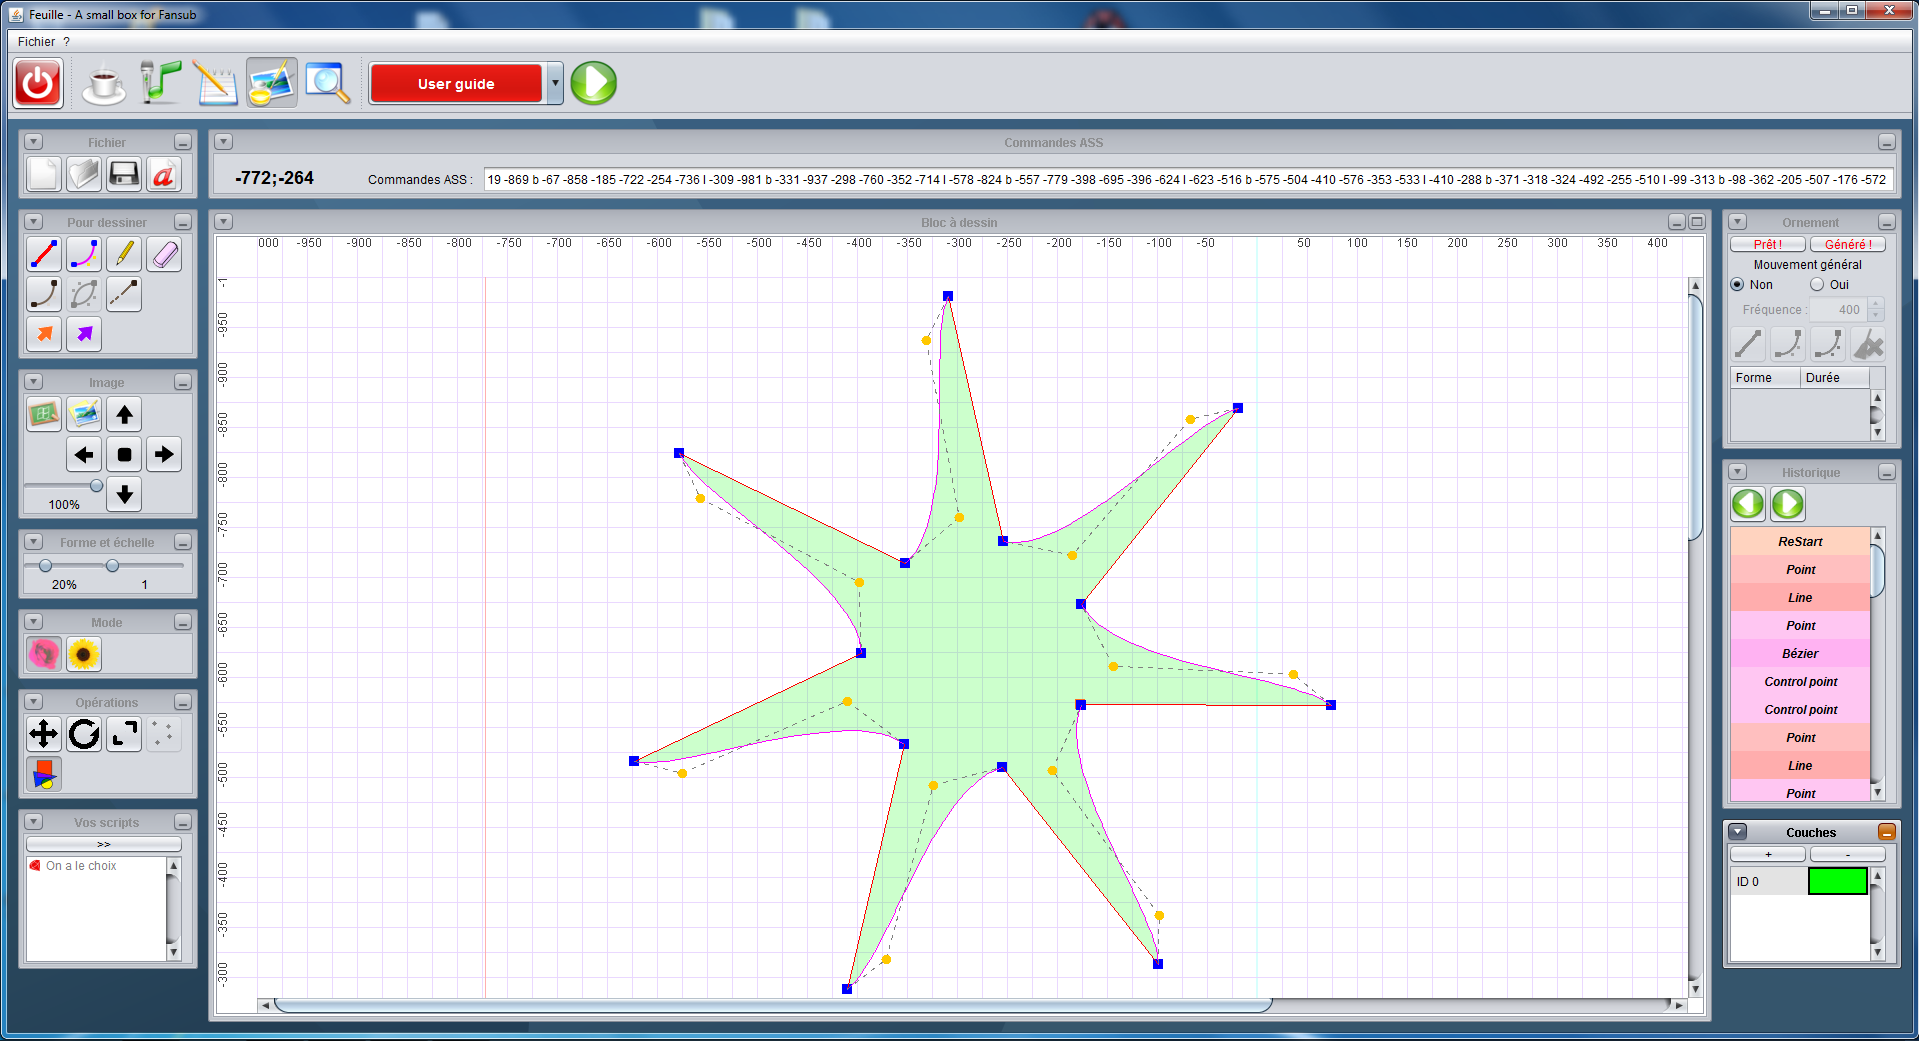 Feuille - A small box for Fansub
Fichier ?
User guide
Fichier
Commandes ASS
-772;-264
Commandes ASS :
19 -869 b -67 -858 -185 -722 -254 -736 l -309 -981 b -331 -937 -298 -760 -352 -714 l -578 -824 b -557 -779 -398 -695 -396 -624 l -623 -516 b -575 -504 -410 -576 -353 -533 l -410 -288 b -371 -318 -324 -492 -255 -510 l -99 -313 b -98 -362 -205 -507 -176 -572
Pour dessiner
Bloc à dessin
000 -950 -900 -850 -800 -750 -700 -650 -600 -550 -500 -450 -400 -350 -300 -250 -200 -150 -100 -50 50 100 150 200 250 300 350 400
-1
-950
-900
-850
-800
-750
-700
-650
-600
-550
-500
-450
-400
-350
-300
Image
100%
Forme et échelle
20% 1
Mode
Opérations
Vos scripts
>>
On a le choix
Ornement
Prêt ! Généré !
Mouvement général
Non Oui
Fréquence : 400
Forme Durée
Historique
ReStart
Point
Line
Point
Bézier
Control point
Control point
Point
Line
Point
Couches
+ -
ID 0